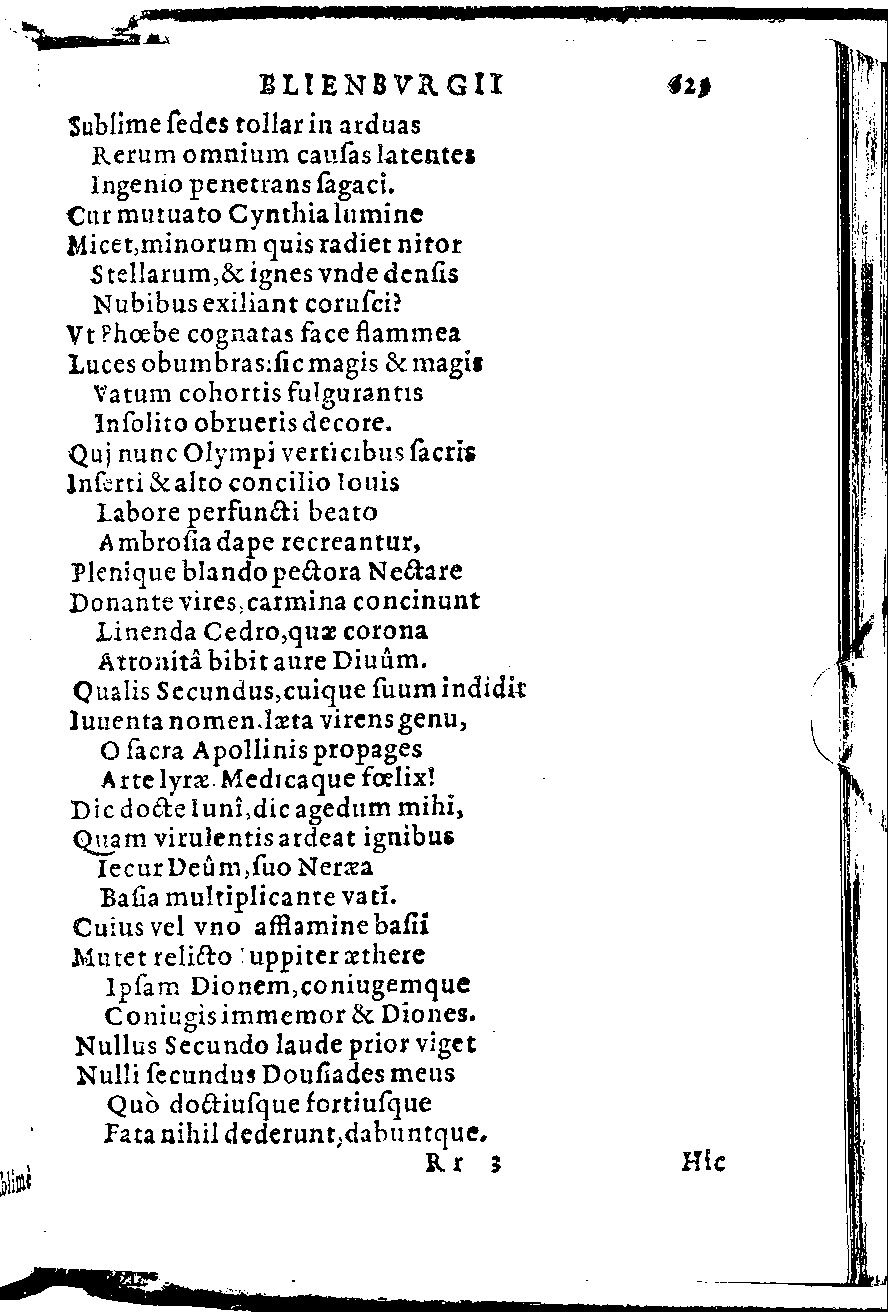 BLIENBVRGII 629
Sublime ſedes tollar in arduas
Rerum omnium cauſas latentes
Ingenio penetrans ſagaci.
Cur mutuato Cynthia lumine
Micet,minorum quis radiet nitor
Stellarum,& ignes vnde denſis
Nubibus exiliant coruſci?
Vt Phœbe cognatas face flammea
Luces obumbras:ſic magis & magis
Vatum cohortis fulgurantis
Inſolito obrueris decore.
Quj nunc Olympi verticibus ſacris
Inſerti & alto concilio Iouis
Labore perfuncti beato
Ambroſia dape recreantur,
Plenique blando pectora Nectare
Donante vires,carmina concinunt
Linenda Cedro,quæ corona
Attonitâ bibit aure Diuûm.
Qualis Secundus,cuique ſuum indidit
Iuuenta nomen.læta virens genu,
O ſacra Apollinis propages
Arte lyræ. Medicaque fœlix!
Dic docte Iunî,dic agedum mihi,
Quam virulentis ardeat ignibus
Iecur Deûm,ſuo Neræa
Baſia multiplicante vati.
Cuius vel vno afflamine baſii
Mutet relicto Iuppiter æthere
Ipſam Dionem,coniugemque
Coniugis immemor & Diones.
Nullus Secundo laude prior viget
Nulli ſecundus Douſiades meus
Quò doctiuſque fortiuſque
Fata nihil dederunt,dabuntque.
Rr 3 Hic
blimè